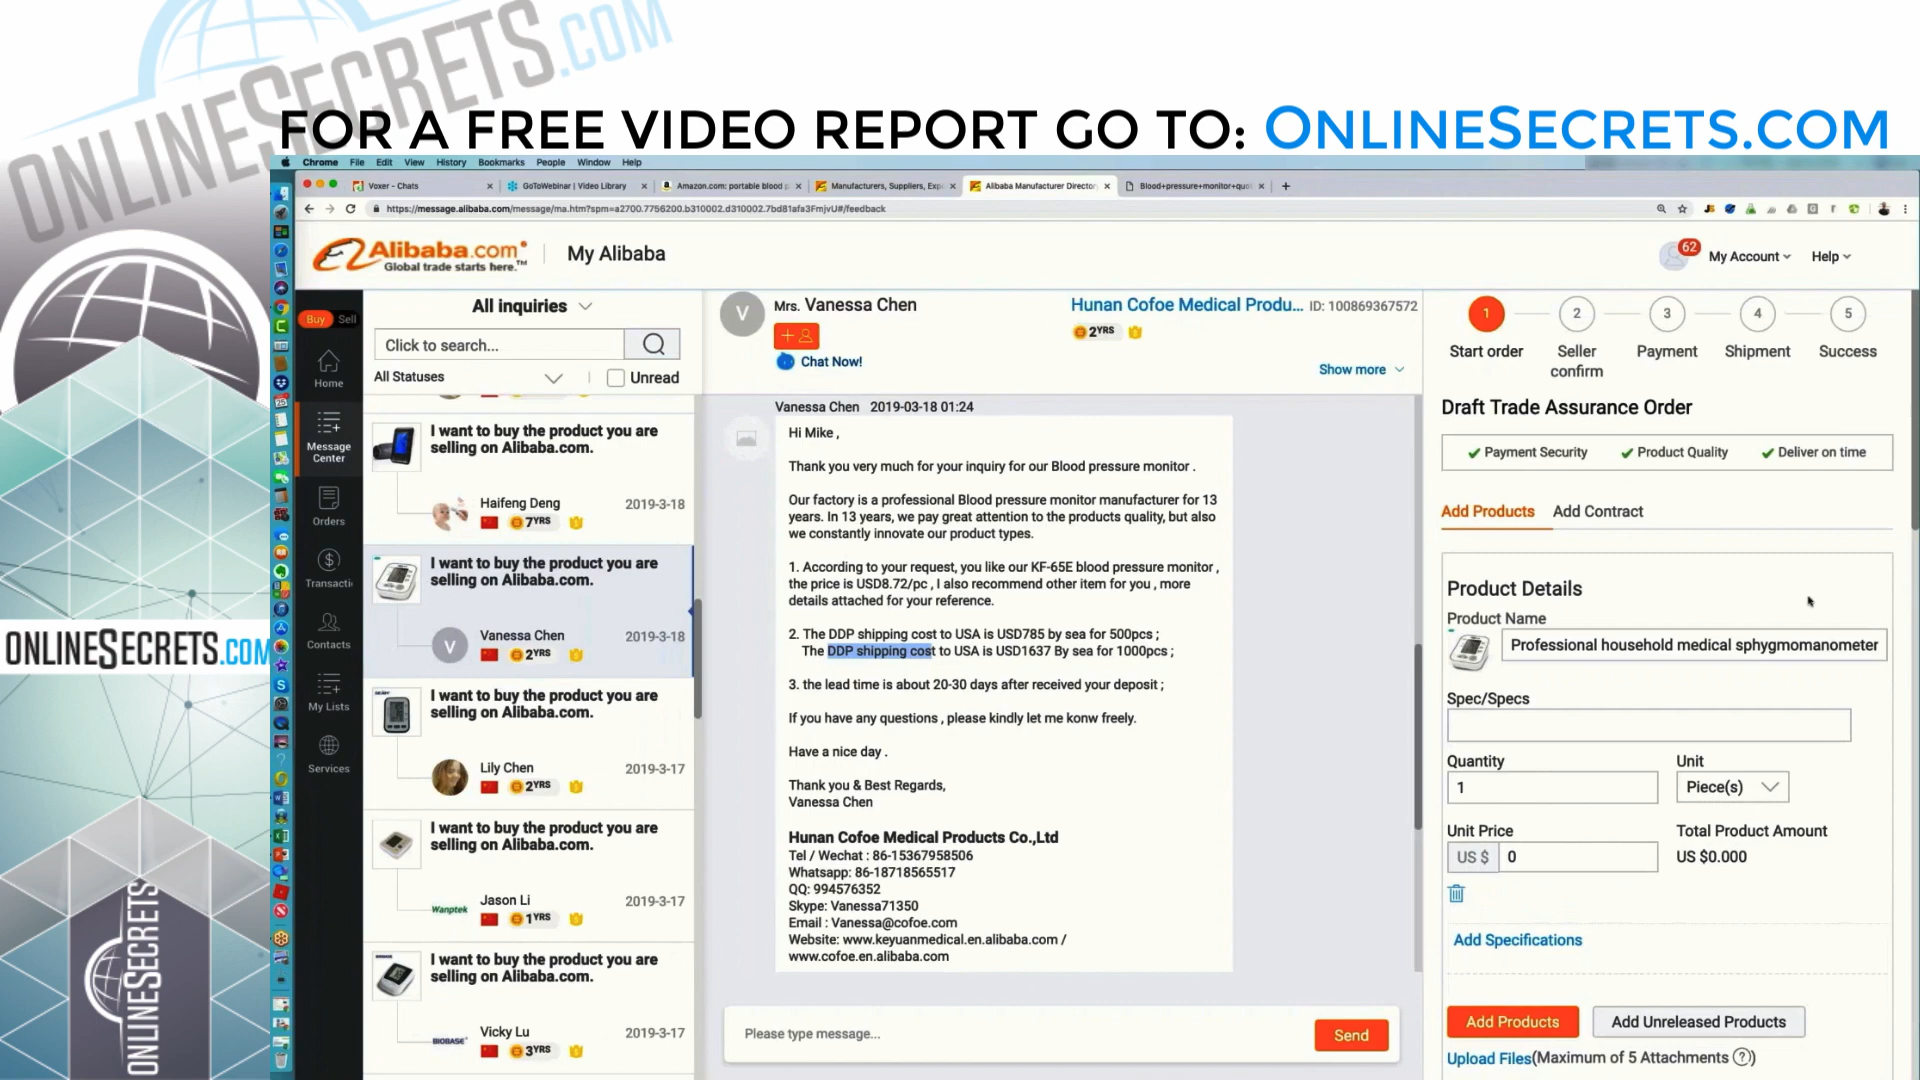 ONLINESECRETS.COM
FOR A FREE VIDEO REPORT GO TO: ONLINESECRETS.COM
Chrome File Edit View History Bookmarks People Window Help
Voxer - Chats
GoToWebinar | Video Library
Amazon.com: portable blood p
Manufacturers, Suppliers, Exp
Alibaba Manufacturer Director
Blood+pressure+monitor+quo
https://message.alibaba.com/message/ma.htm?spm=a2700.7756200.b310002.d310002.7bd81afa3FmjvU#/feedback
Alibaba.com
Global trade starts here.™
My Alibaba
62
My Account
Help
Buy Sell
Home
Message Center
Orders
Transacti
Contacts
My Lists
Services
All inquiries
Click to search...
All Statuses
Unread
I want to buy the product you are
selling on Alibaba.com.
Haifeng Deng 2019-3-18
7YRS
I want to buy the product you are
selling on Alibaba.com.
V Vanessa Chen 2019-3-18
2YRS
I want to buy the product you are
selling on Alibaba.com.
Lily Chen 2019-3-17
2YRS
I want to buy the product you are
selling on Alibaba.com.
Wanptek Jason Li 2019-3-17
1YRS
I want to buy the product you are
selling on Alibaba.com.
BIOBASE Vicky Lu 2019-3-17
3YRS
V
Mrs. Vanessa Chen
Hunan Cofoe Medical Produ... ID: 100869367572
2YRS
Chat Now!
Show more
Vanessa Chen 2019-03-18 01:24
Hi Mike ,
Thank you very much for your inquiry for our Blood pressure monitor .
Our factory is a professional Blood pressure monitor manufacturer for 13
years. In 13 years, we pay great attention to the products quality, but also
we constantly innovate our product types.
1. According to your request, you like our KF-65E blood pressure monitor ,
the price is USD8.72/pc , I also recommend other item for you , more
details attached for your reference.
2. The DDP shipping cost to USA is USD785 by sea for 500pcs ;
The DDP shipping cost to USA is USD1637 By sea for 1000pcs ;
3. the lead time is about 20-30 days after received your deposit ;
If you have any questions , please kindly let me konw freely.
Have a nice day .
Thank you & Best Regards,
Vanessa Chen
Hunan Cofoe Medical Products Co.,Ltd
Tel / Wechat : 86-15367958506
Whatsapp: 86-18718565517
QQ: 994576352
Skype: Vanessa71350
Email : Vanessa@cofoe.com
Website: www.keyuanmedical.en.alibaba.com /
www.cofoe.en.alibaba.com
Please type message...
Send
1 2 3 4 5
Start order
Seller confirm
Payment
Shipment
Success
Draft Trade Assurance Order
Payment Security
Product Quality
Deliver on time
Add Products Add Contract
Product Details
Product Name
Professional household medical sphygmomanometer
Spec/Specs
Quantity
Unit
1
Piece(s)
Unit Price
Total Product Amount
US $ 0
US $0.000
Add Specifications
Add Products
Add Unreleased Products
Upload Files(Maximum of 5 Attachments ?)
ONLINESECRETS.COM
ONLINESECRETS